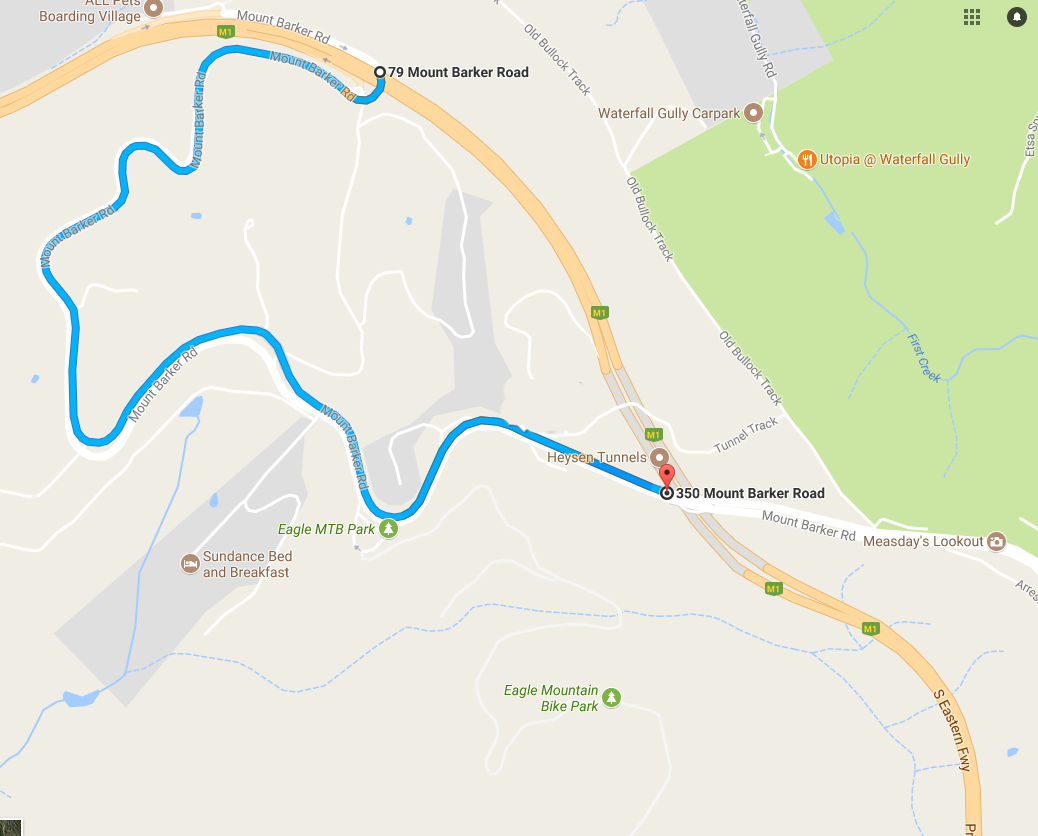 ALL Pets
Boarding Village
M1
Mount Barker Rd
Mount Barker Rd
79 Mount Barker Road
Old Bullock Track
terfall Gully Rd
Waterfall Gully Carpark
Utopia @ Waterfall Gully
Mount Barker Rd
Mount Barker Rd
Old Bullock Track
M1
First Creek
Old Bullock Track
Mount Barker Rd
Mount Barker Rd
M1
Tunnel Track
Heysen Tunnels
350 Mount Barker Road
Mount Barker Rd
Measday's Lookout
Eagle MTB Park
Sundance Bed
and Breakfast
M1
M1
Eagle Mountain
Bike Park
S Eastern Fwy